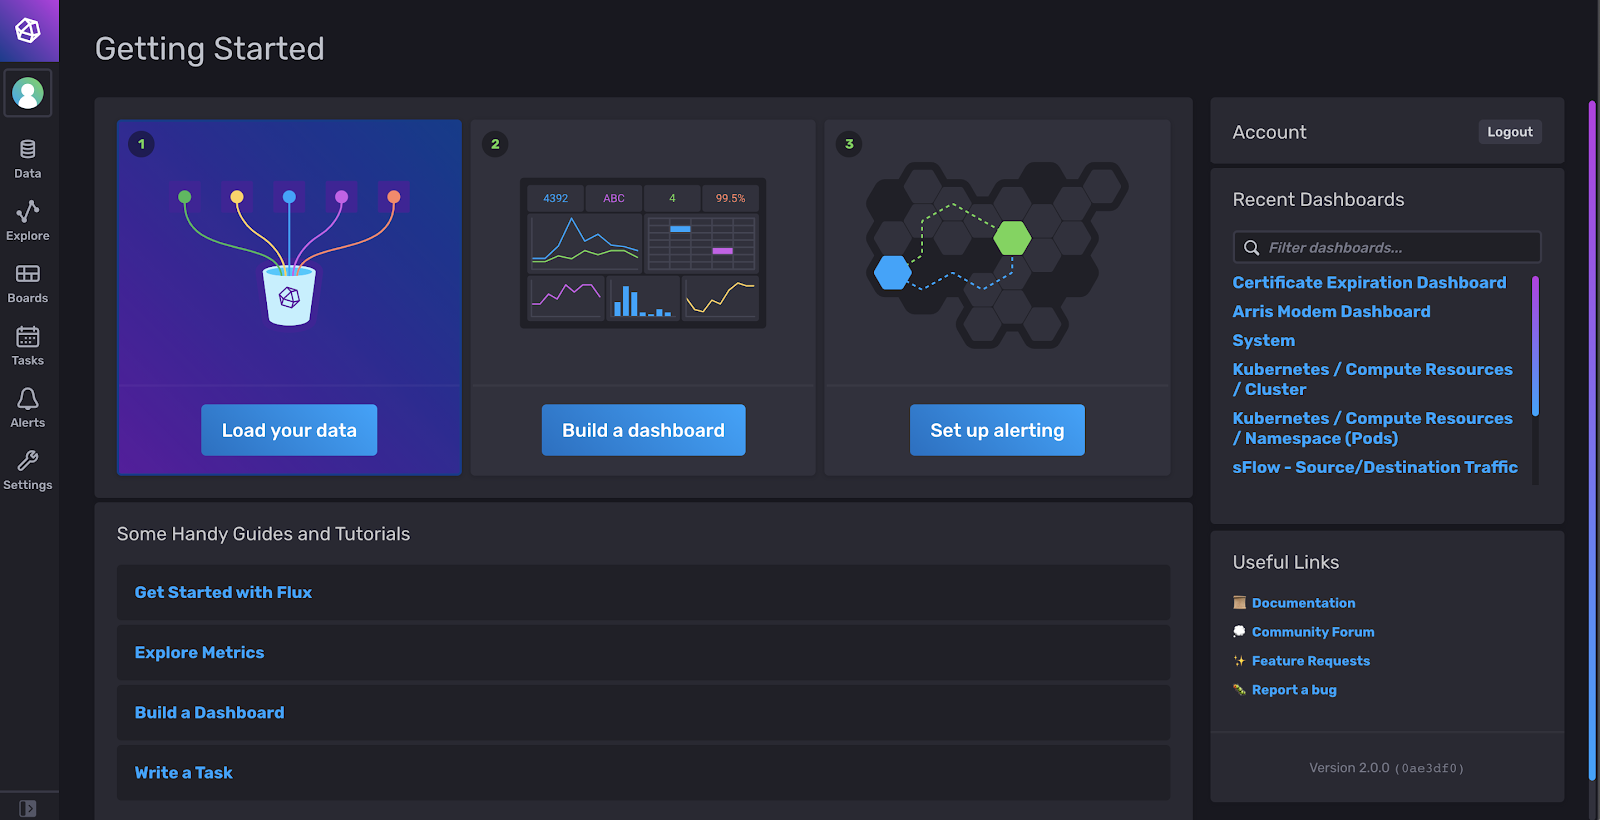 Getting Started
Data
Explore
Boards
Tasks
Alerts
Settings
1
Load your data
2
4392
ABC
4
99.5%
Build a dashboard
3
Set up alerting
Some Handy Guides and Tutorials
Get Started with Flux
Explore Metrics
Build a Dashboard
Write a Task
Account
Logout
Recent Dashboards
Filter dashboards...
Certificate Expiration Dashboard
Arris Modem Dashboard
System
Kubernetes / Compute Resources
/ Cluster
Kubernetes / Compute Resources
/ Namespace (Pods)
sFlow - Source/Destination Traffic
Useful Links
Documentation
Community Forum
Feature Requests
Report a bug
Version 2.0.0 (0ae3df0)